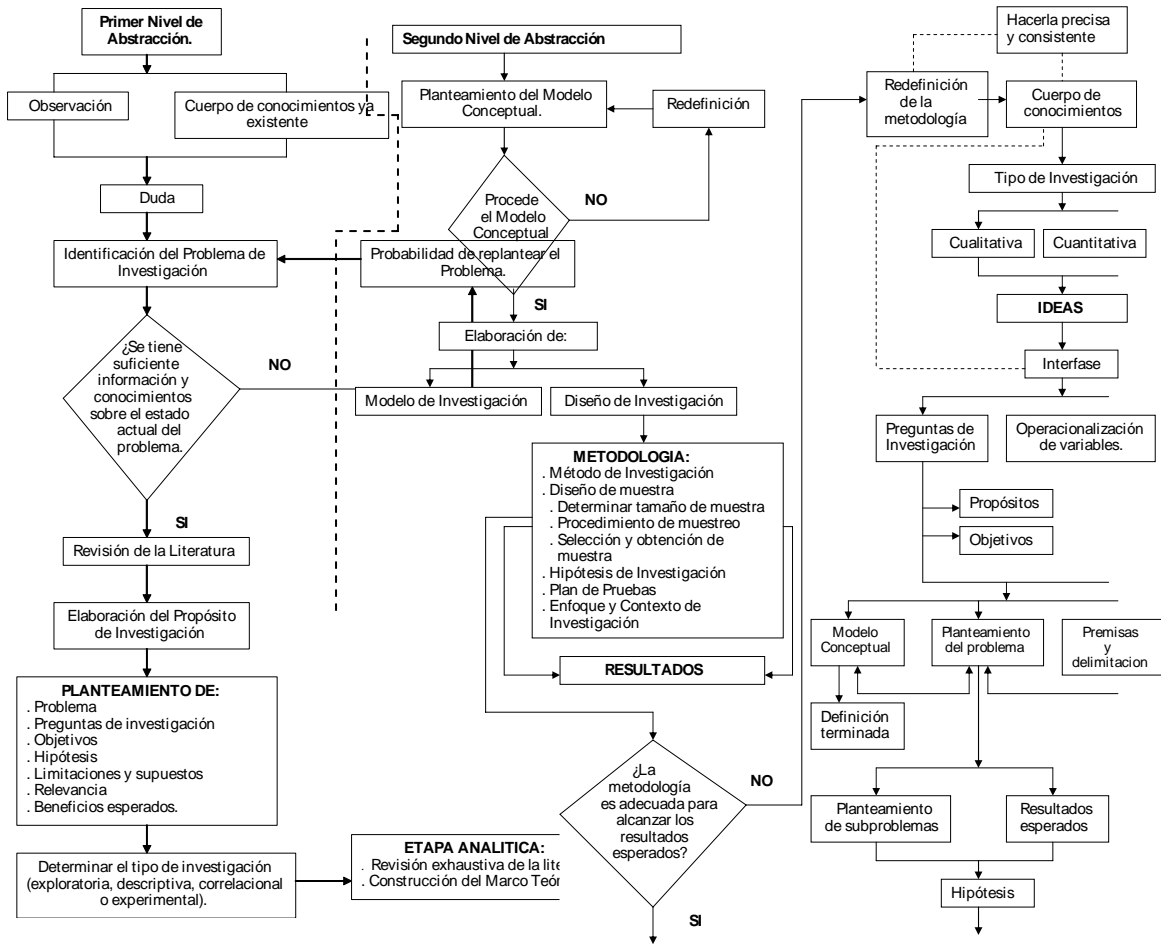 Primer Nivel de
Abstracción.
Observación
Cuerpo de conocimientos ya
existente
Duda
Identificación del Problema de
Investigación
¿Se tiene
suficiente
información y
conocimientos
sobre el estado
actual del
problema.
NO
SI
Revisión de la Literatura
Elaboración del Propósito
de Investigación
PLANTEAMIENTO DE:
. Problema
. Preguntas de investigación
. Objetivos
. Hipótesis
. Limitaciones y supuestos
. Relevancia
. Beneficios esperados.
Determinar el tipo de investigación
(exploratoria, descriptiva, correlacional
o experimental).
ETAPA ANALITICA:
. Revisión exhaustiva de la lite
. Construcción del Marco Teór
Segundo Nivel de Abstracción
Planteamiento del Modelo
Conceptual.
Redefinición
Procede
el Modelo
Conceptual
NO
Probabilidad de replantear el
Problema.
SI
Elaboración de:
Modelo de Investigación
Diseño de Investigación
METODOLOGIA:
. Método de Investigación
. Diseño de muestra
. Determinar tamaño de muestra
. Procedimiento de muestreo
. Selección y obtención de
muestra
. Hipótesis de Investigación
. Plan de Pruebas
. Enfoque y Contexto de
Investigación
RESULTADOS
¿La
metodología
es adecuada para
alcanzar los
resultados
esperados?
NO
SI
Hacerla precisa
y consistente
Redefinición
de la
metodología
Cuerpo de
conocimientos
Tipo de Investigación
Cualitativa
Cuantitativa
IDEAS
Interfase
Preguntas de
Investigación
Operacionalización
de variables.
Propósitos
Objetivos
Modelo
Conceptual
Planteamiento
del problema
Premisas
y
delimitacion
Definición
terminada
Planteamiento
de subproblemas
Resultados
esperados
Hipótesis